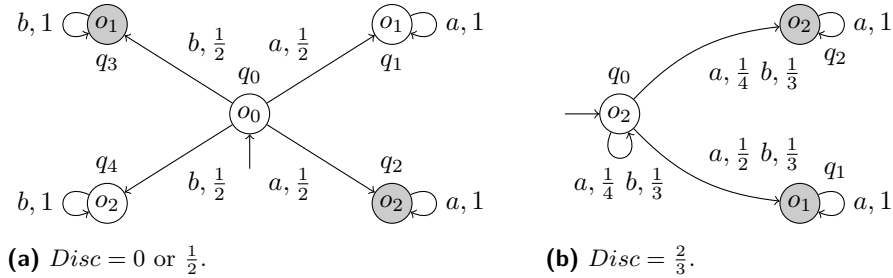 b, 1 o₁ o₁ a, 1
q₃ b, 1/2 a, 1/2 q₁
q₀
o₀
q₄ q₂
b, 1 o₂ b, 1/2 a, 1/2 o₂ a, 1
(a) Disc = 0 or 1/2.
o₂ a, 1
q₀ q₂
a, 1/4 b, 1/3
o₂
a, 1/2 b, 1/3 q₁
a, 1/4 b, 1/3 o₁ a, 1
(b) Disc = 2/3.